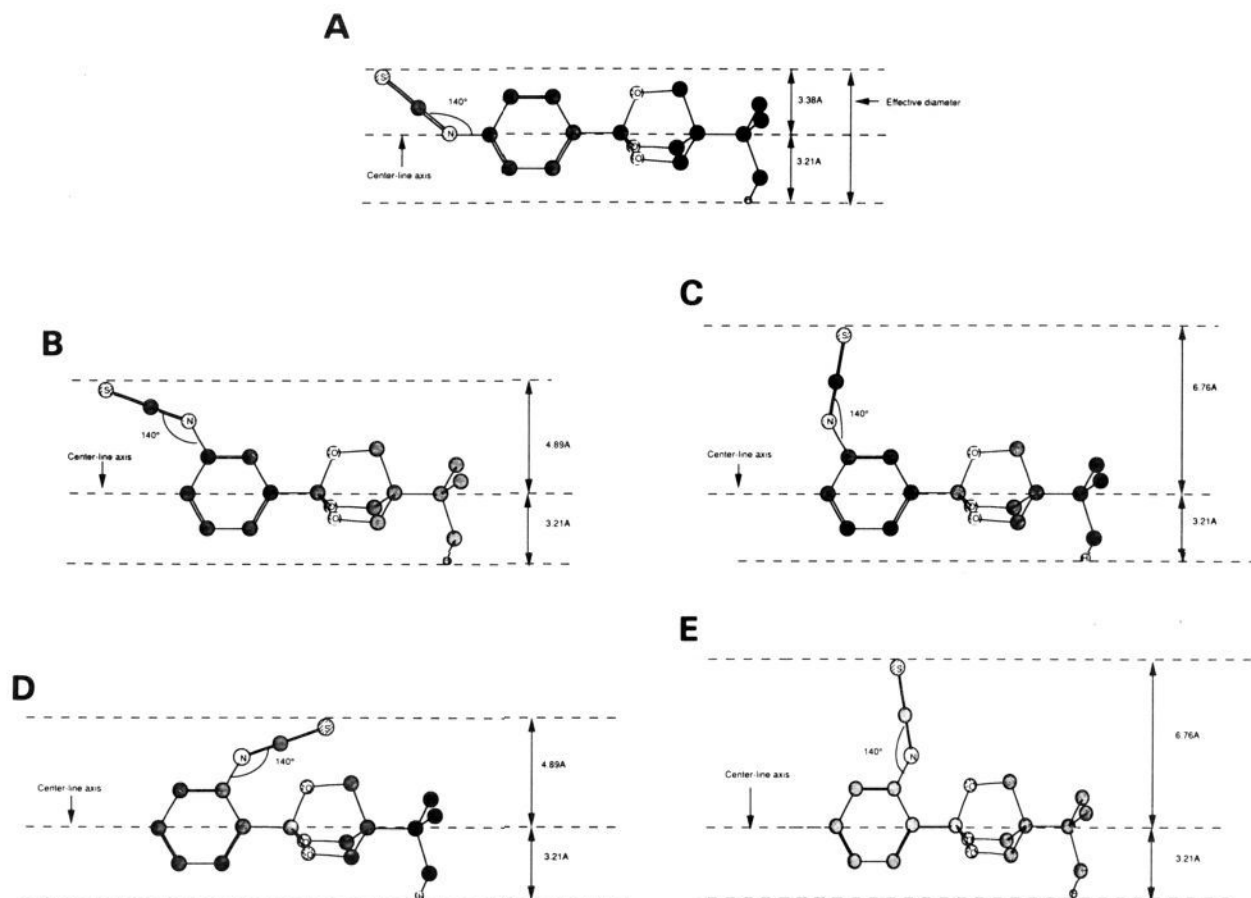 A
S
140°
N
O
O
3.38A
Effective diameter
Center-line axis
3.21A
B
S
N
140°
O
O
Center-line axis
4.89A
3.21A
C
S
140°
N
O
O
Center-line axis
6.76A
3.21A
D
S
N
140°
O
O
Center-line axis
4.89A
3.21A
E
S
140°
N
Center-line axis
6.76A
3.21A